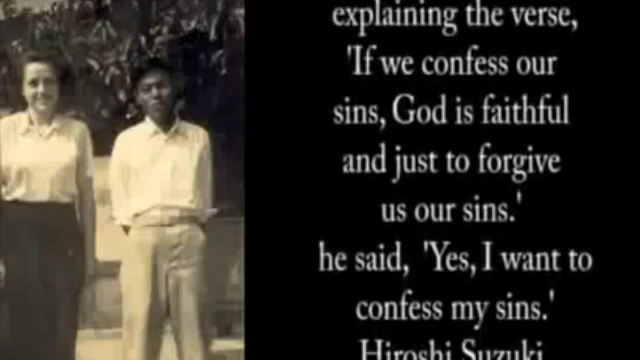 explaining the verse,
'If we confess our
sins, God is faithful
and just to forgive
us our sins.'
he said, 'Yes, I want to
confess my sins.'
Hiroshi Suzuki